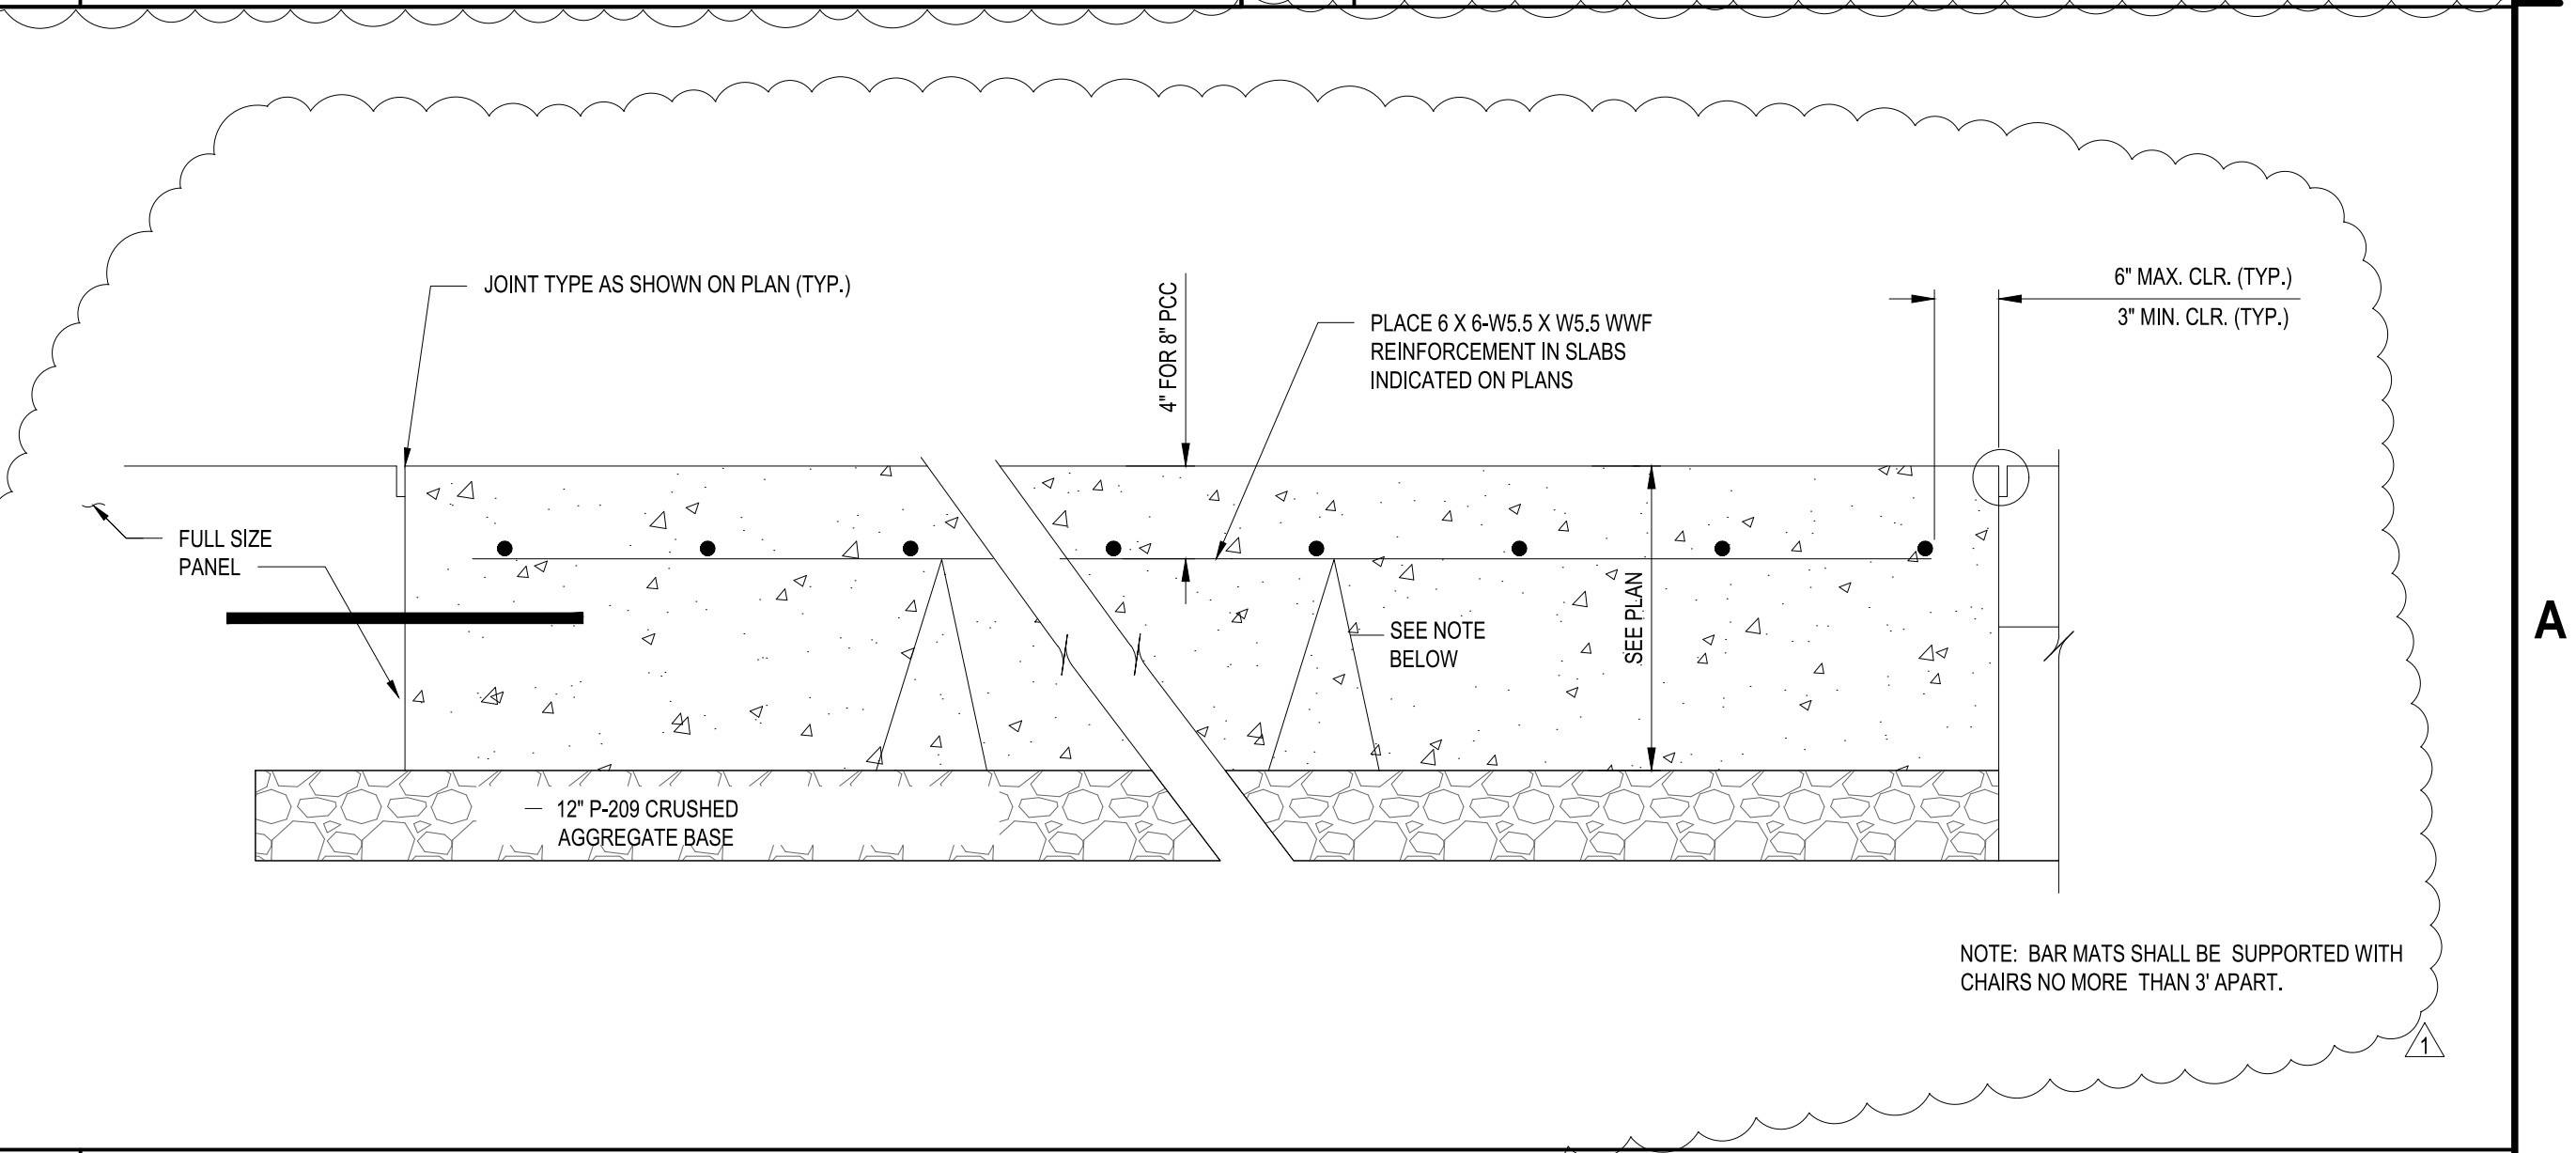 JOINT TYPE AS SHOWN ON PLAN (TYP.)
4" FOR 8" PCC
PLACE 6 X 6-W5.5 X W5.5 WWF
REINFORCEMENT IN SLABS
INDICATED ON PLANS
6" MAX. CLR. (TYP.)
3" MIN. CLR. (TYP.)
FULL SIZE
PANEL
SEE NOTE
BELOW
SEE PLAN
A
12" P-209 CRUSHED
AGGREGATE BASE
NOTE: BAR MATS SHALL BE SUPPORTED WITH
CHAIRS NO MORE THAN 3' APART.
1